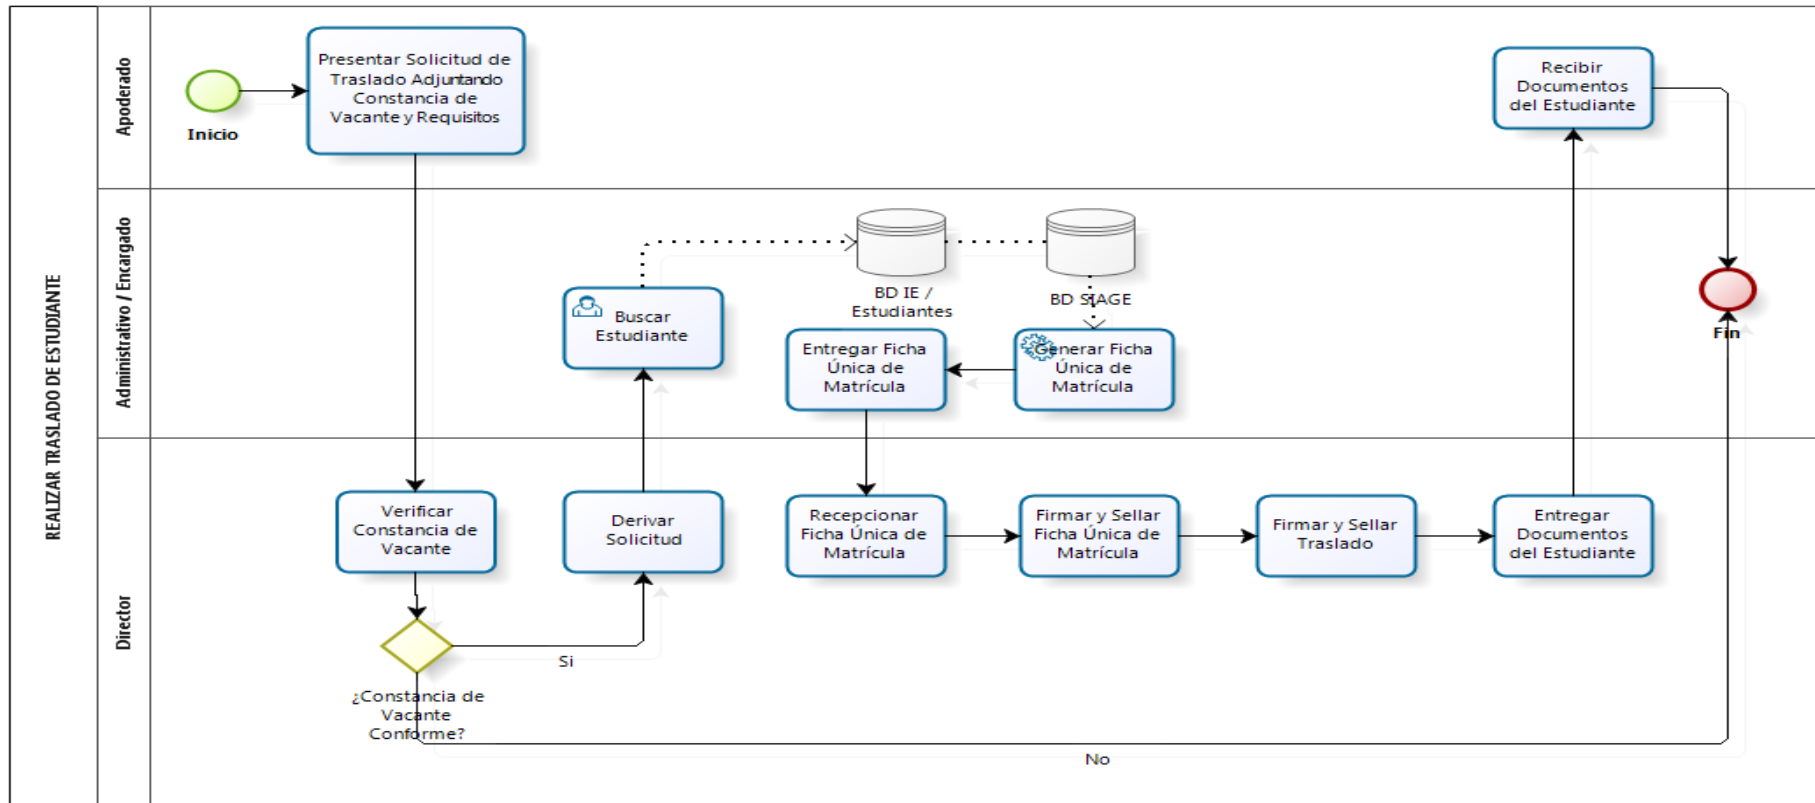 REALIZAR TRASLADO DE ESTUDIANTE
Apoderado
Inicio
Presentar Solicitud de
Traslado Adjuntando
Constancia de
Vacante y Requisitos
Recibir
Documentos
del Estudiante
Administrativo / Encargado
Buscar
Estudiante
BD IE /
Estudiantes
BD SIAGE
Entregar Ficha
Única de
Matrícula
Generar Ficha
Única de
Matrícula
Fin
Director
Verificar
Constancia de
Vacante
Derivar
Solicitud
Recepcionar
Ficha Única de
Matrícula
Firmar y Sellar
Ficha Única de
Matrícula
Firmar y Sellar
Traslado
Entregar
Documentos
del Estudiante
Si
¿Constancia de
Vacante
Conforme?
No